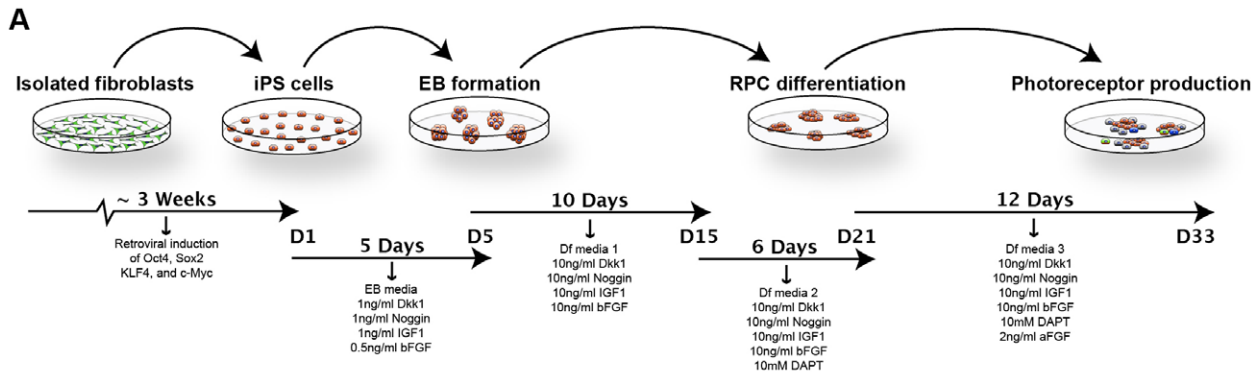 A
Isolated fibroblasts
iPS cells
EB formation
RPC differentiation
Photoreceptor production
~ 3 Weeks
Retroviral induction
of Oct4, Sox2
KLF4, and c-Myc
D1
5 Days
EB media
1ng/ml Dkk1
1ng/ml Noggin
1ng/ml IGF1
0.5ng/ml bFGF
D5
10 Days
Df media 1
10ng/ml Dkk1
10ng/ml Noggin
10ng/ml IGF1
10ng/ml bFGF
D15
6 Days
Df media 2
10ng/ml Dkk1
10ng/ml Noggin
10ng/ml IGF1
10ng/ml bFGF
10mM DAPT
D21
12 Days
Df media 3
10ng/ml Dkk1
10ng/ml Noggin
10ng/ml IGF1
10ng/ml bFGF
10mM DAPT
2ng/ml aFGF
D33